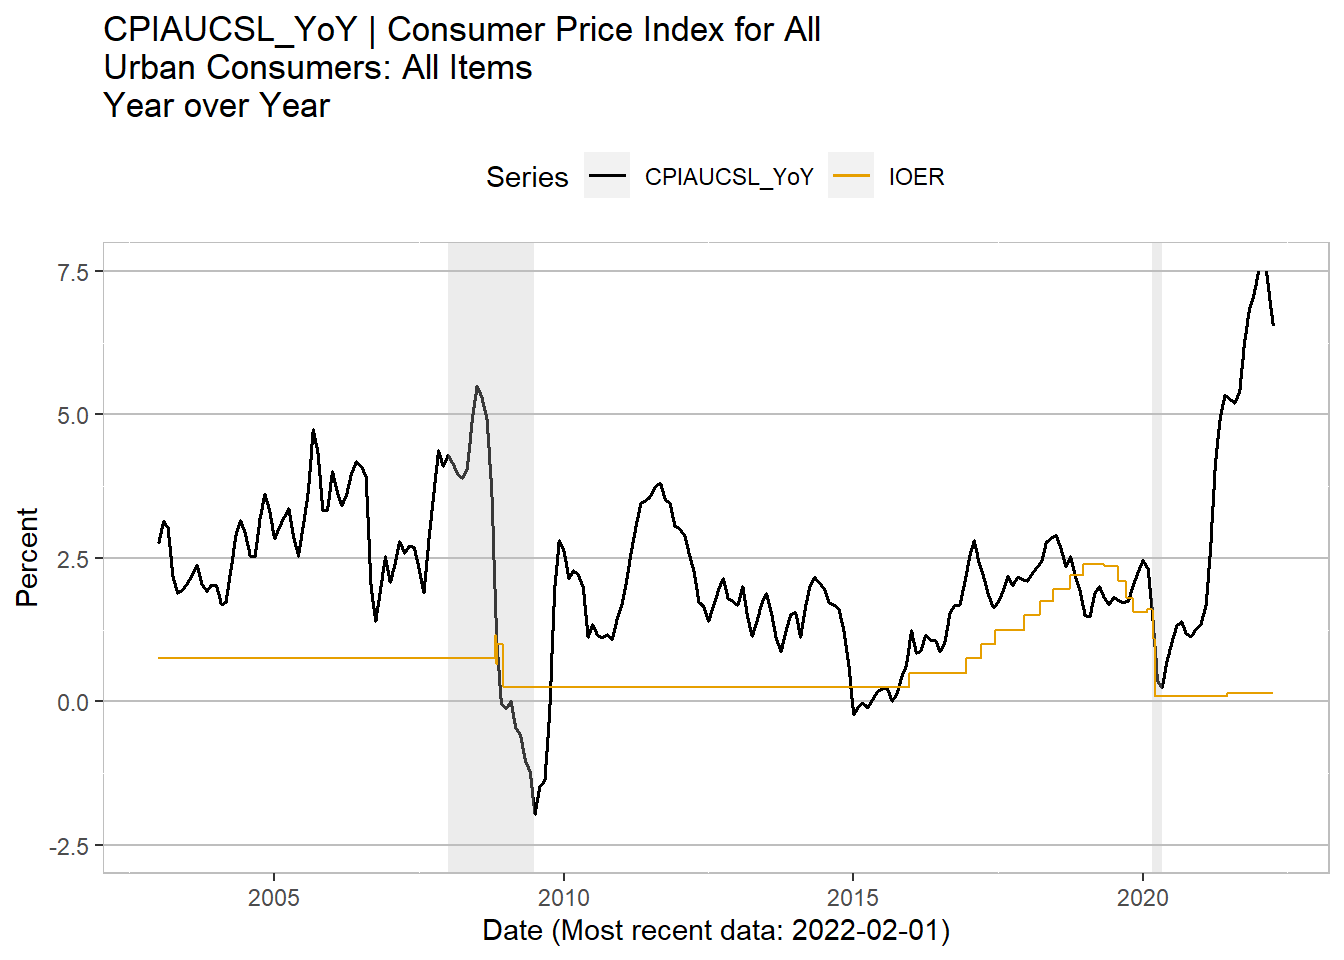 CPIAUCSL_YoY | Consumer Price Index for All
Urban Consumers: All Items
Year over Year
Series CPIAUCSL_YoY IOER
7.5
5.0
2.5
0.0
-2.5
Percent
2005 2010 2015 2020
Date (Most recent data: 2022-02-01)